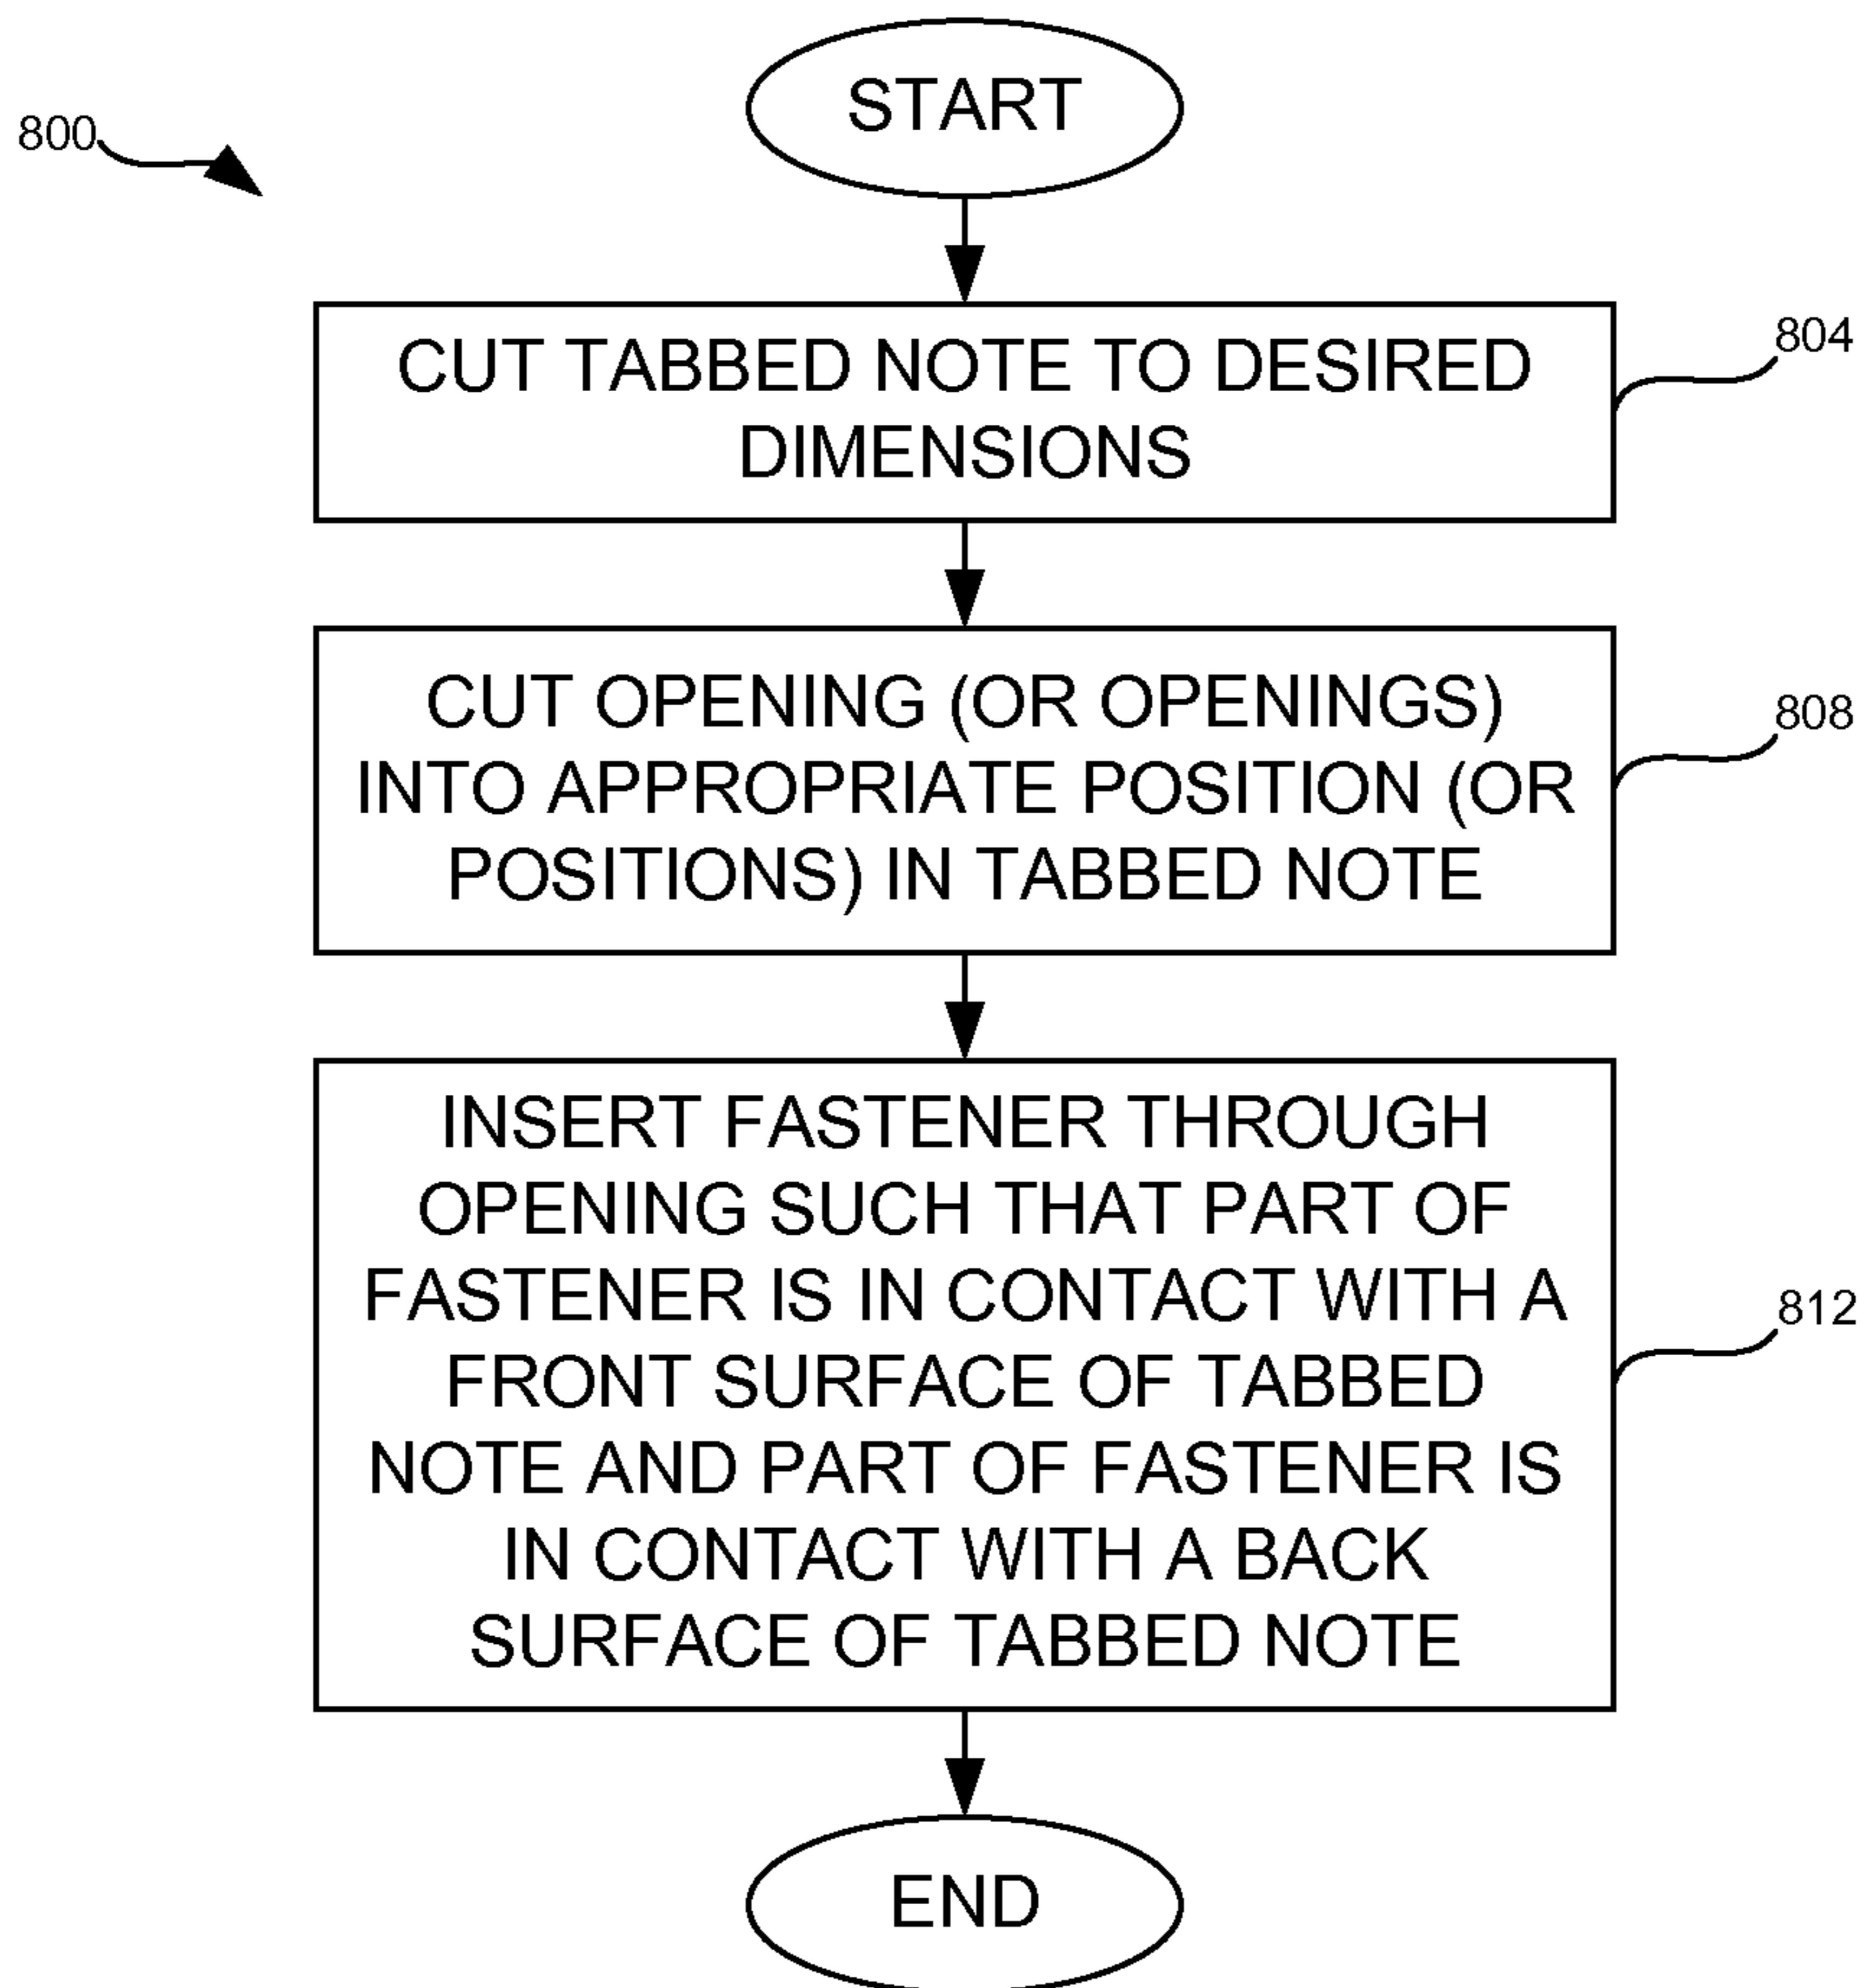 START
800
CUT TABBED NOTE TO DESIRED
DIMENSIONS
804
CUT OPENING (OR OPENINGS)
INTO APPROPRIATE POSITION (OR
POSITIONS) IN TABBED NOTE
808
INSERT FASTENER THROUGH
OPENING SUCH THAT PART OF
FASTENER IS IN CONTACT WITH A
FRONT SURFACE OF TABBED
NOTE AND PART OF FASTENER IS
IN CONTACT WITH A BACK
SURFACE OF TABBED NOTE
812
END